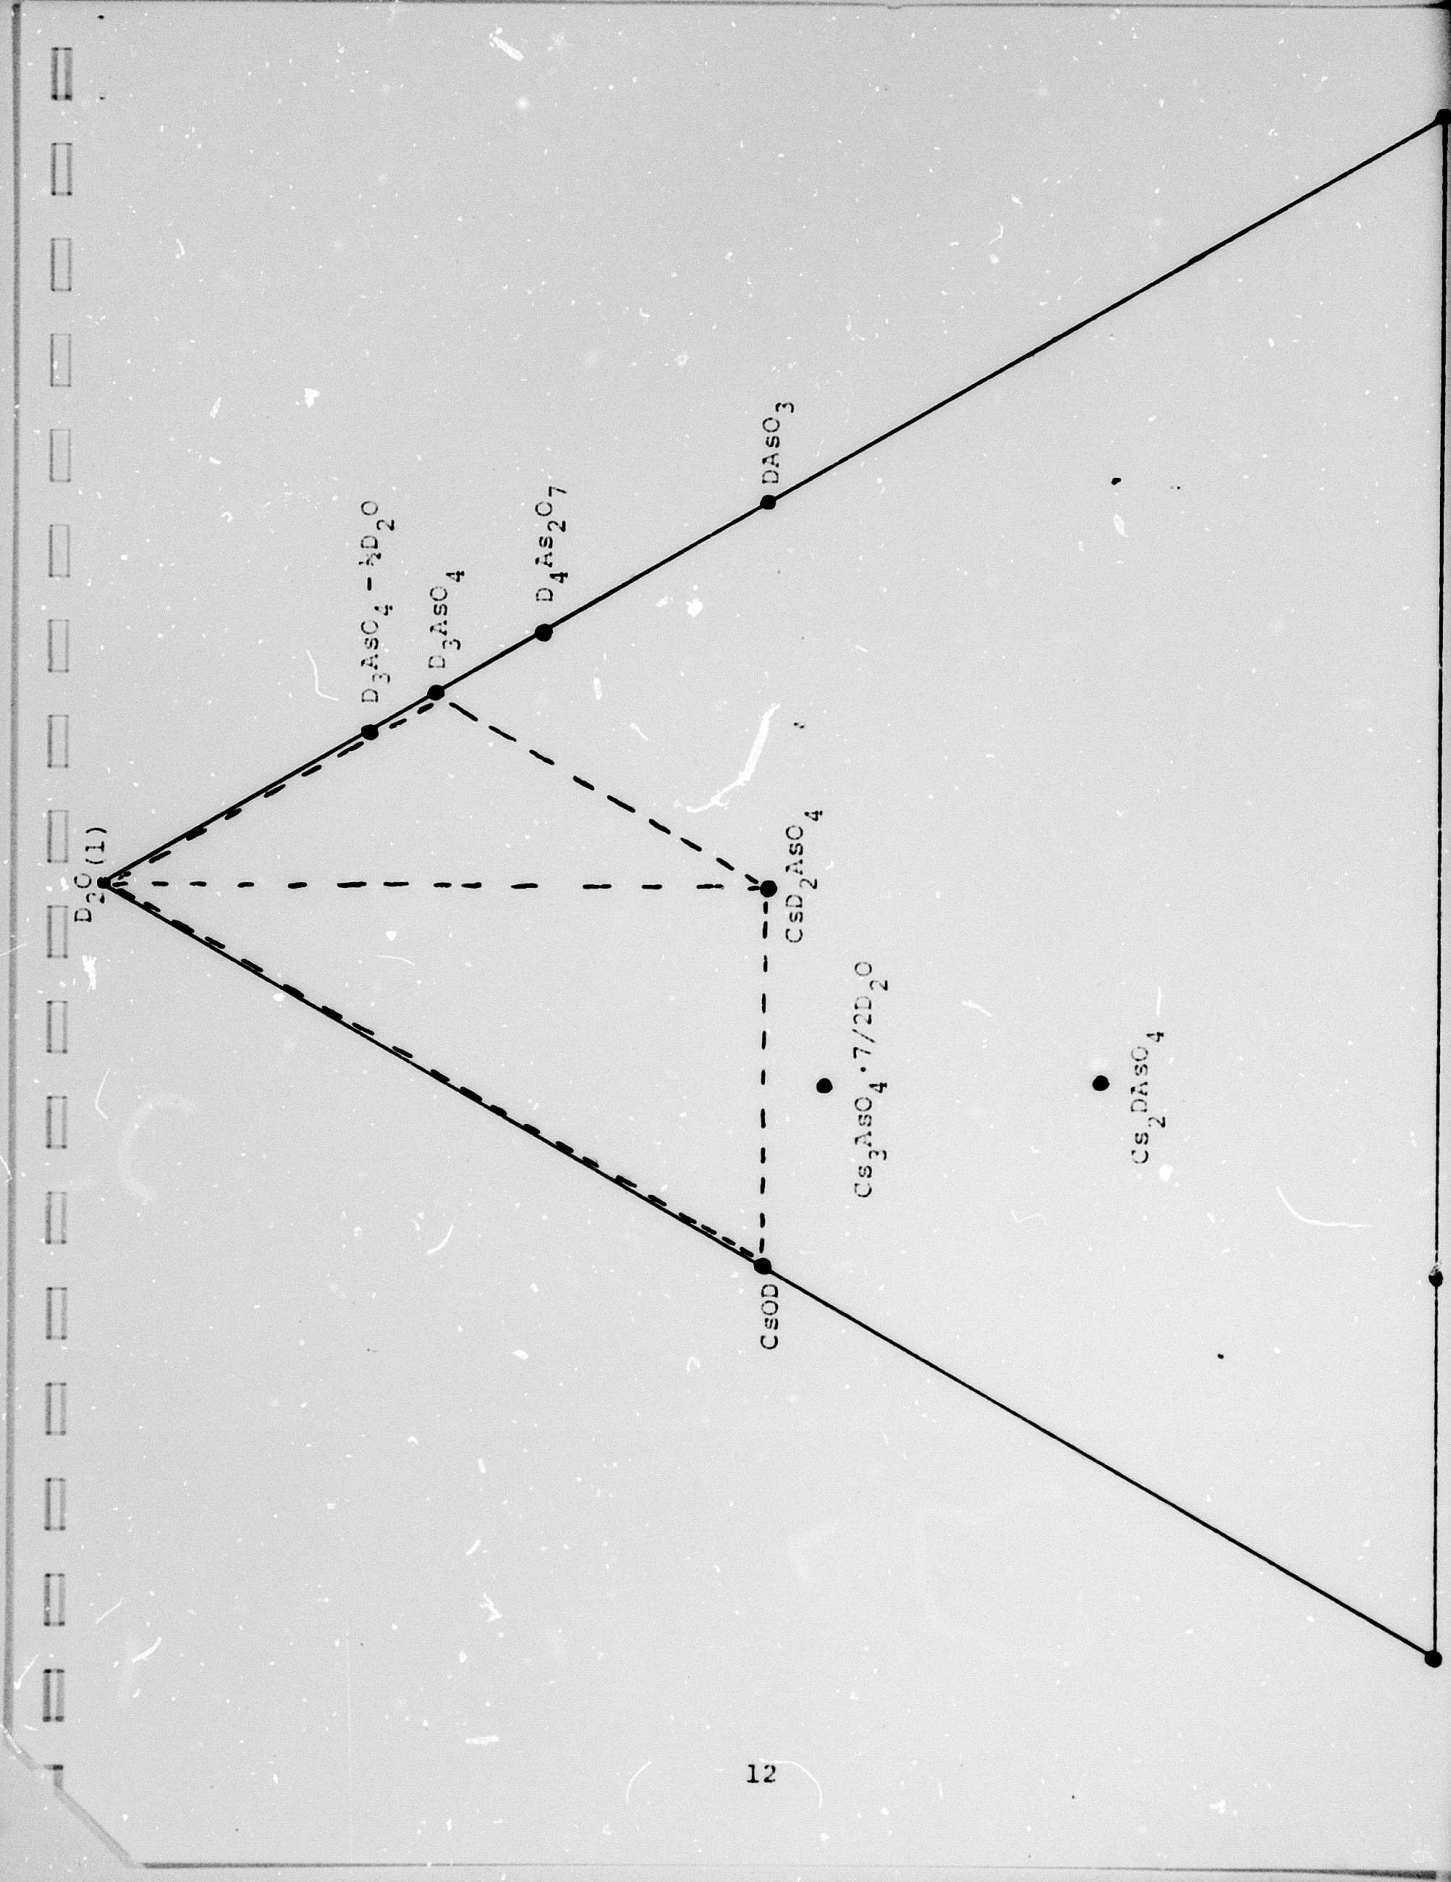 D₂O(l)
D₃AsO₄-½D₂O
D₃AsO₄
D₄As₂O₇
DAsO₃
CsD₂AsO₄
CsOD
Cs₃AsO₄·7/2D₂O
Cs₂DAsO₄
12